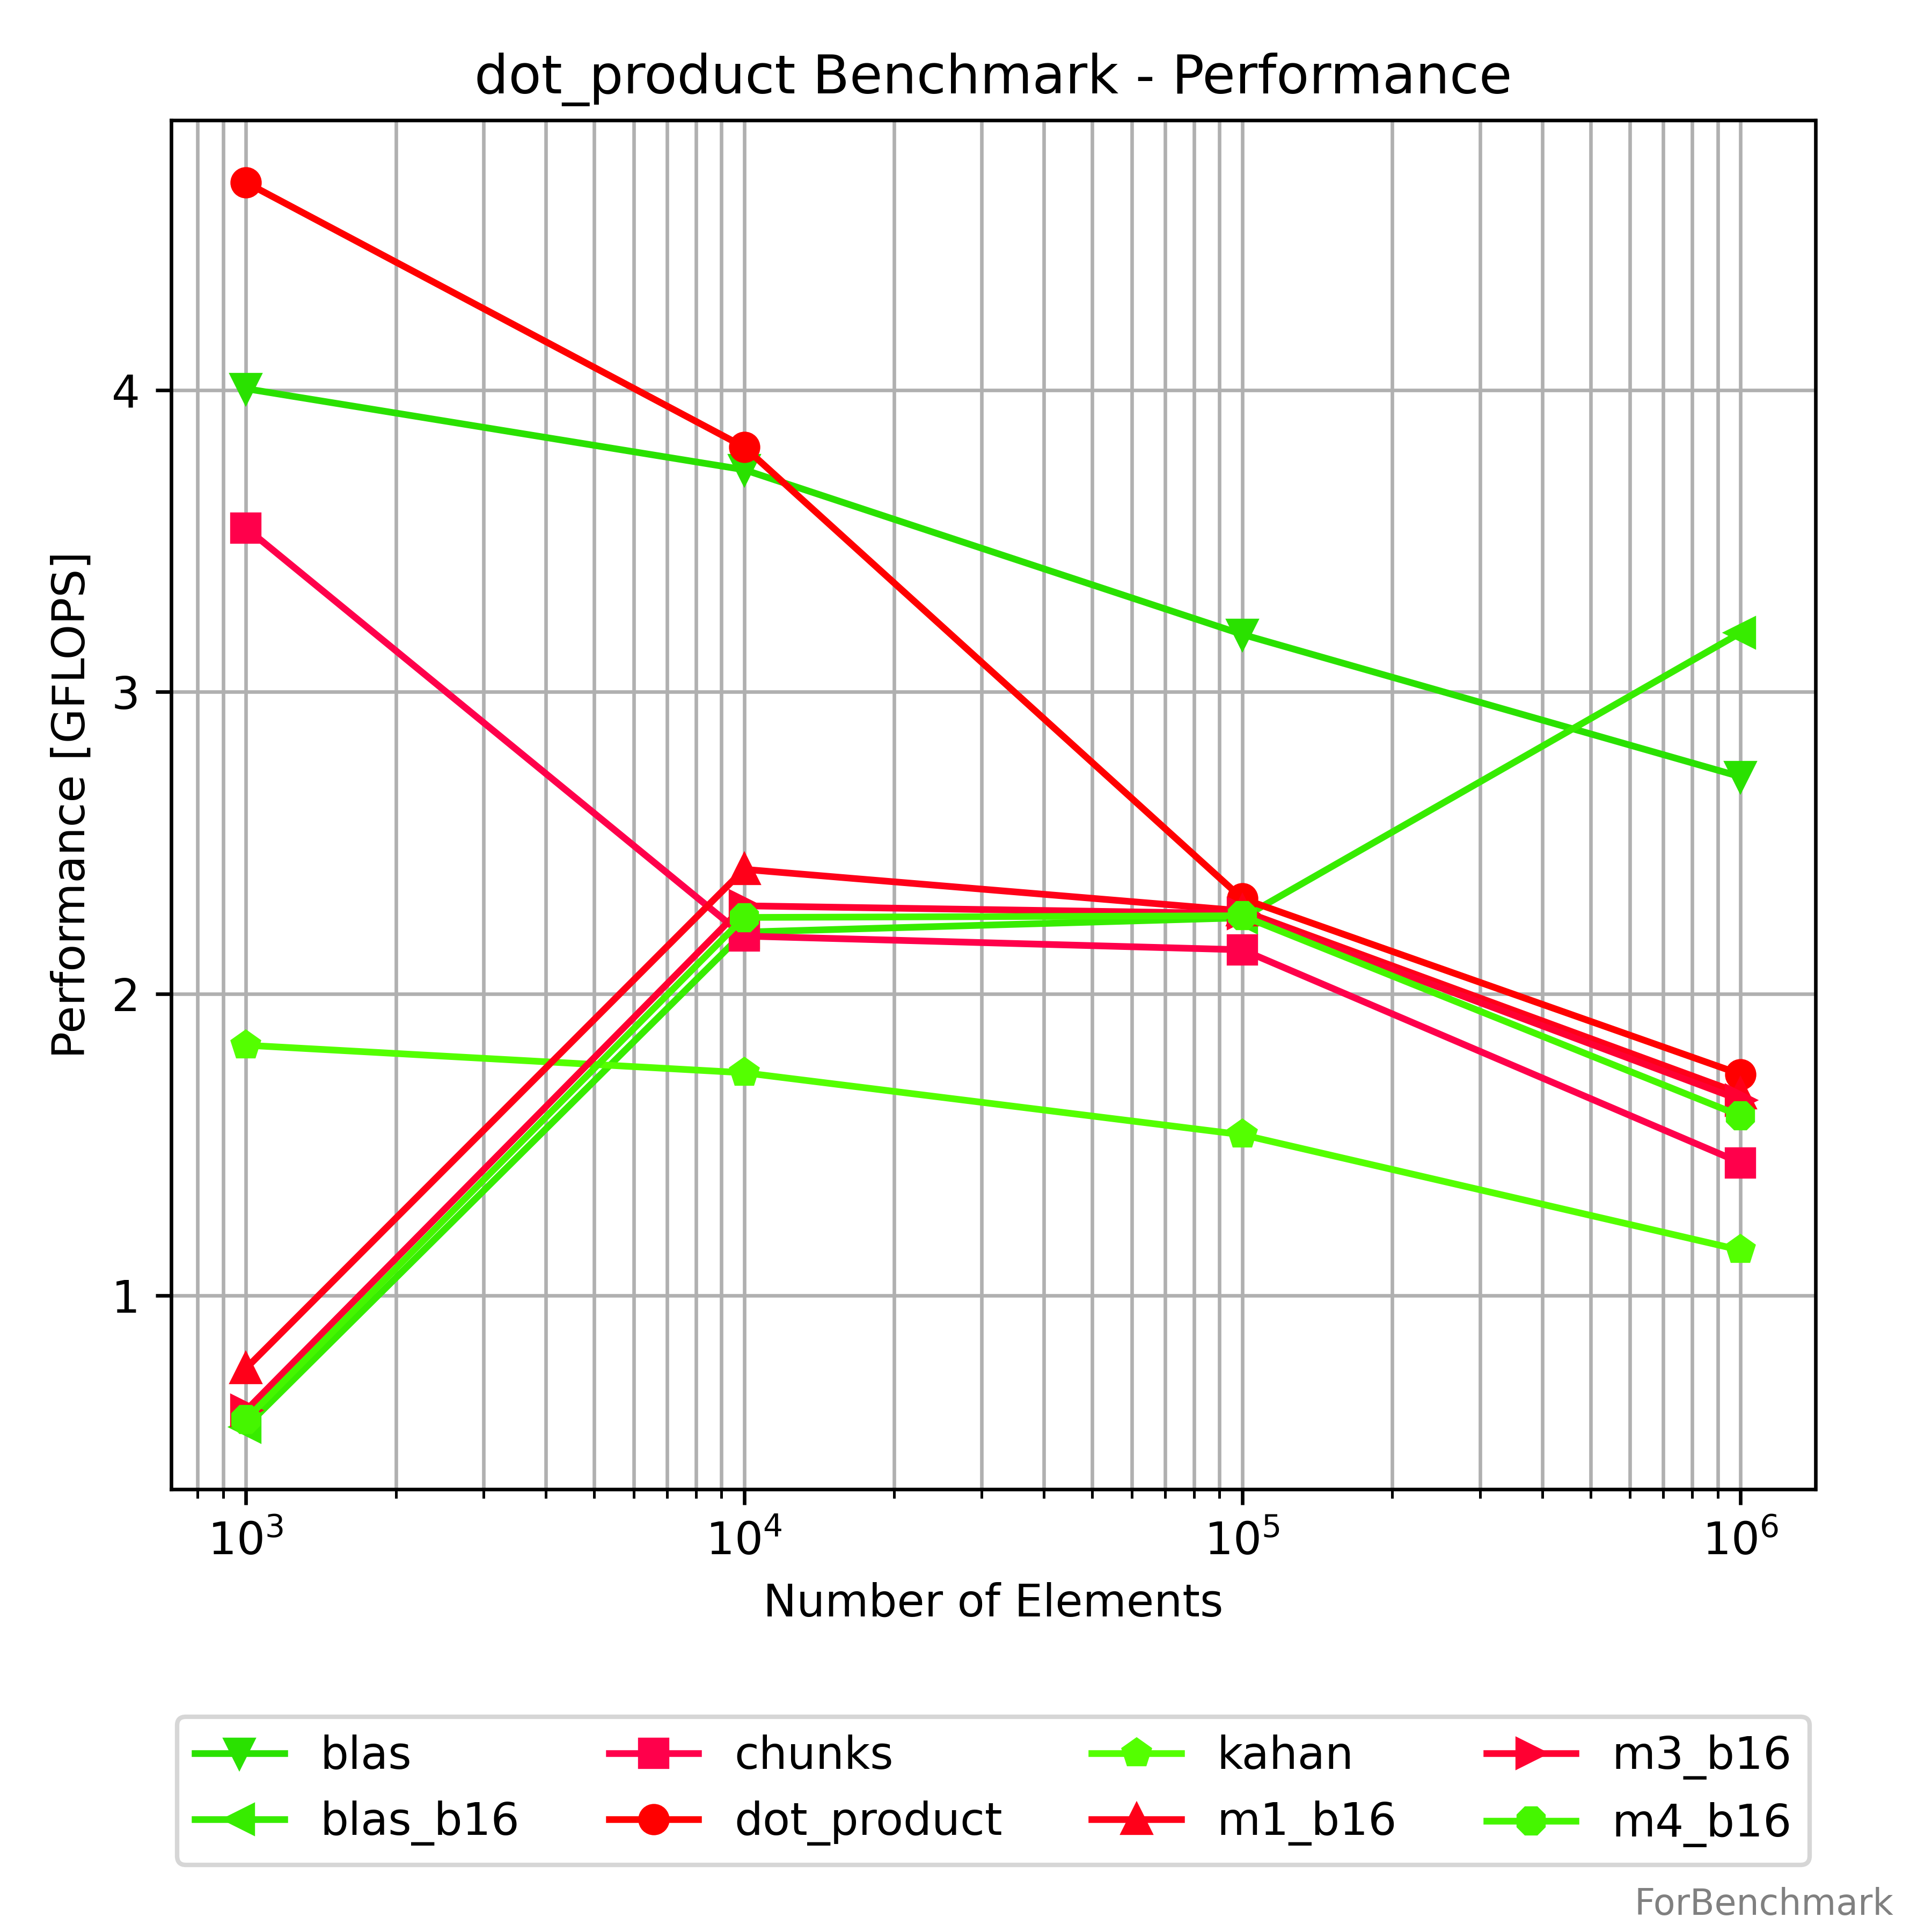 dot_product Benchmark - Performance
Performance [GFLOPS]
4
3
2
1
10³ 10⁴ 10⁵ 10⁶
Number of Elements
blas chunks kahan m3_b16
blas_b16 dot_product m1_b16 m4_b16
ForBenchmark